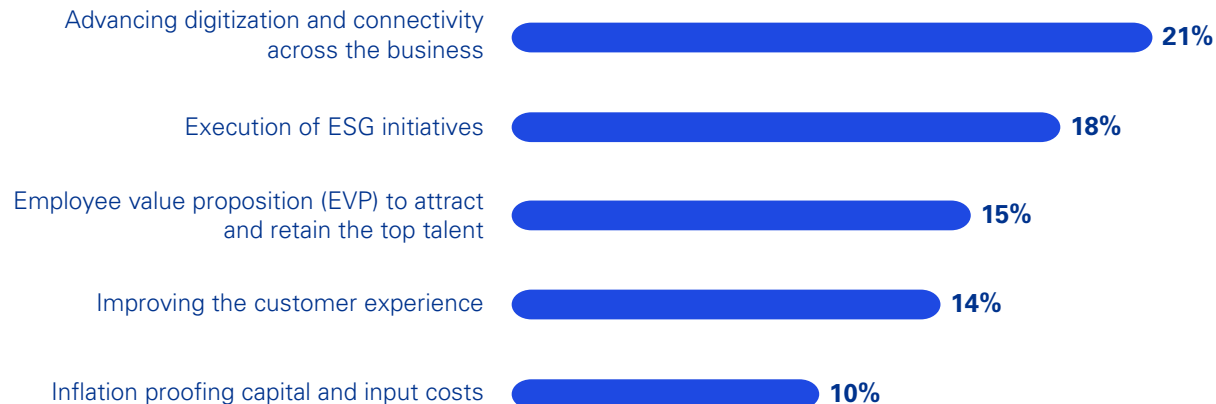 Advancing digitization and connectivity
across the business
21%
Execution of ESG initiatives
18%
Employee value proposition (EVP) to attract
and retain the top talent
15%
Improving the customer experience
14%
Inflation proofing capital and input costs
10%